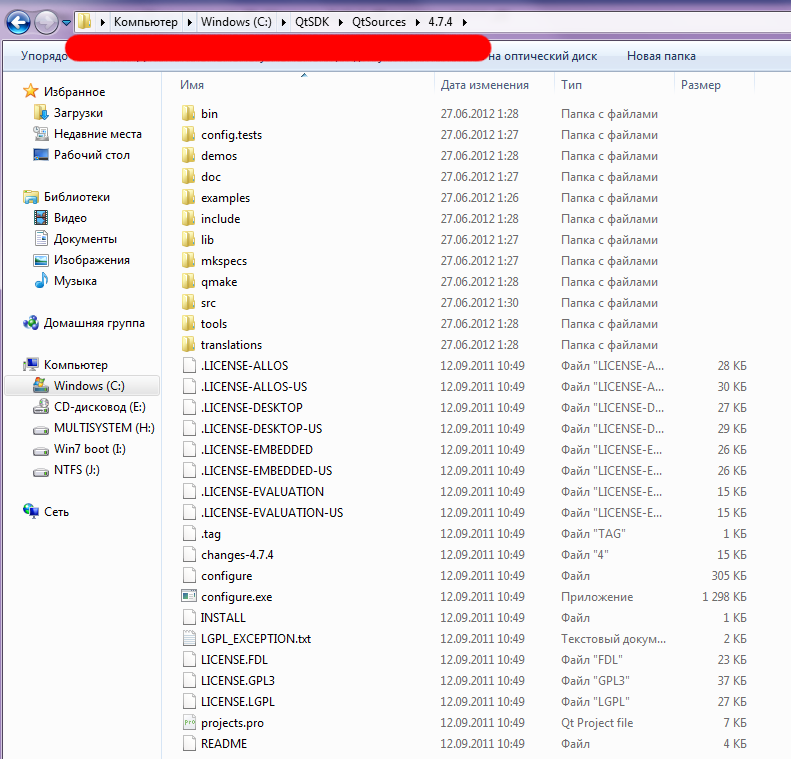 Компьютер Windows (C:) QtSDK QtSources 4.7.4
Упорядо на оптический диск Новая папка
Имя Дата изменения Тип Размер
Избранное
Загрузки
Недавние места
Рабочий стол
Библиотеки
Видео
Документы
Изображения
Музыка
Домашняя группа
Компьютер
Windows (C:)
CD-дисковод (E:)
MULTISYSTEM (H:)
Win7 boot (I:)
NTFS (J:)
Сеть
bin 27.06.2012 1:28 Папка с файлами
config.tests 27.06.2012 1:27 Папка с файлами
demos 27.06.2012 1:28 Папка с файлами
doc 27.06.2012 1:27 Папка с файлами
examples 27.06.2012 1:26 Папка с файлами
include 27.06.2012 1:28 Папка с файлами
lib 27.06.2012 1:27 Папка с файлами
mkspecs 27.06.2012 1:27 Папка с файлами
qmake 27.06.2012 1:28 Папка с файлами
src 27.06.2012 1:30 Папка с файлами
tools 27.06.2012 1:28 Папка с файлами
translations 27.06.2012 1:28 Папка с файлами
.LICENSE-ALLOS 12.09.2011 10:49 Файл "LICENSE-A... 28 КБ
.LICENSE-ALLOS-US 12.09.2011 10:49 Файл "LICENSE-A... 30 КБ
.LICENSE-DESKTOP 12.09.2011 10:49 Файл "LICENSE-D... 27 КБ
.LICENSE-DESKTOP-US 12.09.2011 10:49 Файл "LICENSE-D... 29 КБ
.LICENSE-EMBEDDED 12.09.2011 10:49 Файл "LICENSE-E... 26 КБ
.LICENSE-EMBEDDED-US 12.09.2011 10:49 Файл "LICENSE-E... 26 КБ
.LICENSE-EVALUATION 12.09.2011 10:49 Файл "LICENSE-E... 15 КБ
.LICENSE-EVALUATION-US 12.09.2011 10:49 Файл "LICENSE-E... 15 КБ
.tag 12.09.2011 10:49 Файл "TAG" 1 КБ
changes-4.7.4 12.09.2011 10:49 Файл "4" 15 КБ
configure 12.09.2011 10:49 Файл 305 КБ
configure.exe 12.09.2011 10:49 Приложение 1 298 КБ
INSTALL 12.09.2011 10:49 Файл 1 КБ
LGPL_EXCEPTION.txt 12.09.2011 10:49 Текстовый докум... 2 КБ
LICENSE.FDL 12.09.2011 10:49 Файл "FDL" 23 КБ
LICENSE.GPL3 12.09.2011 10:49 Файл "GPL3" 37 КБ
LICENSE.LGPL 12.09.2011 10:49 Файл "LGPL" 27 КБ
projects.pro 12.09.2011 10:49 Qt Project file 7 КБ
README 12.09.2011 10:49 Файл 4 КБ